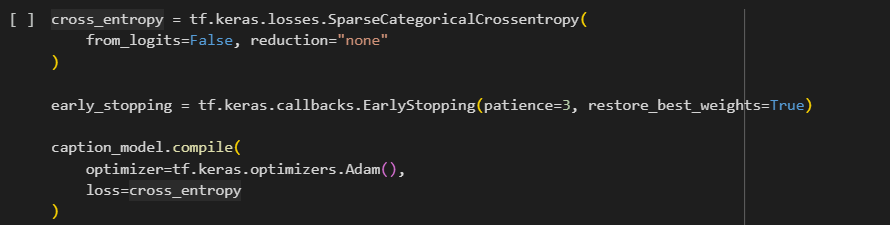 [ ] cross_entropy = tf.keras.losses.SparseCategoricalCrossentropy(
    from_logits=False, reduction="none"
)
early_stopping = tf.keras.callbacks.EarlyStopping(patience=3, restore_best_weights=True)
caption_model.compile(
    optimizer=tf.keras.optimizers.Adam(),
    loss=cross_entropy
)